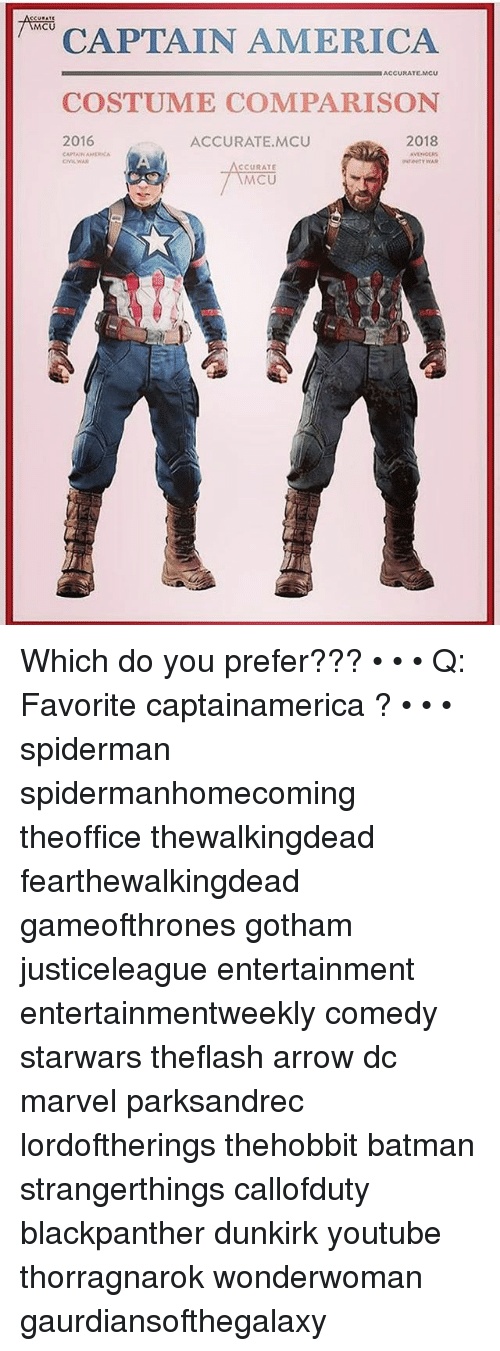 ACCURATE
MCU
CAPTAIN AMERICA
ACCURATE.MCU
COSTUME COMPARISON
2016
ACCURATE.MCU
2018
CAPTAIN AMERICA
CIVIL WAR
AVENGERS
INFINITY WAR
ACCURATE
MCU
A
Which do you prefer??? • • • Q:
Favorite captainamerica ? • • •
spiderman
spidermanhomecoming
theoffice thewalkingdead
fearthewalkingdead
gameofthrones gotham
justiceleague entertainment
entertainmentweekly comedy
starwars theflash arrow dc
marvel parksandrec
lordoftherings thehobbit batman
strangerthings callofduty
blackpanther dunkirk youtube
thorragnarok wonderwoman
gaurdiansofthegalaxy